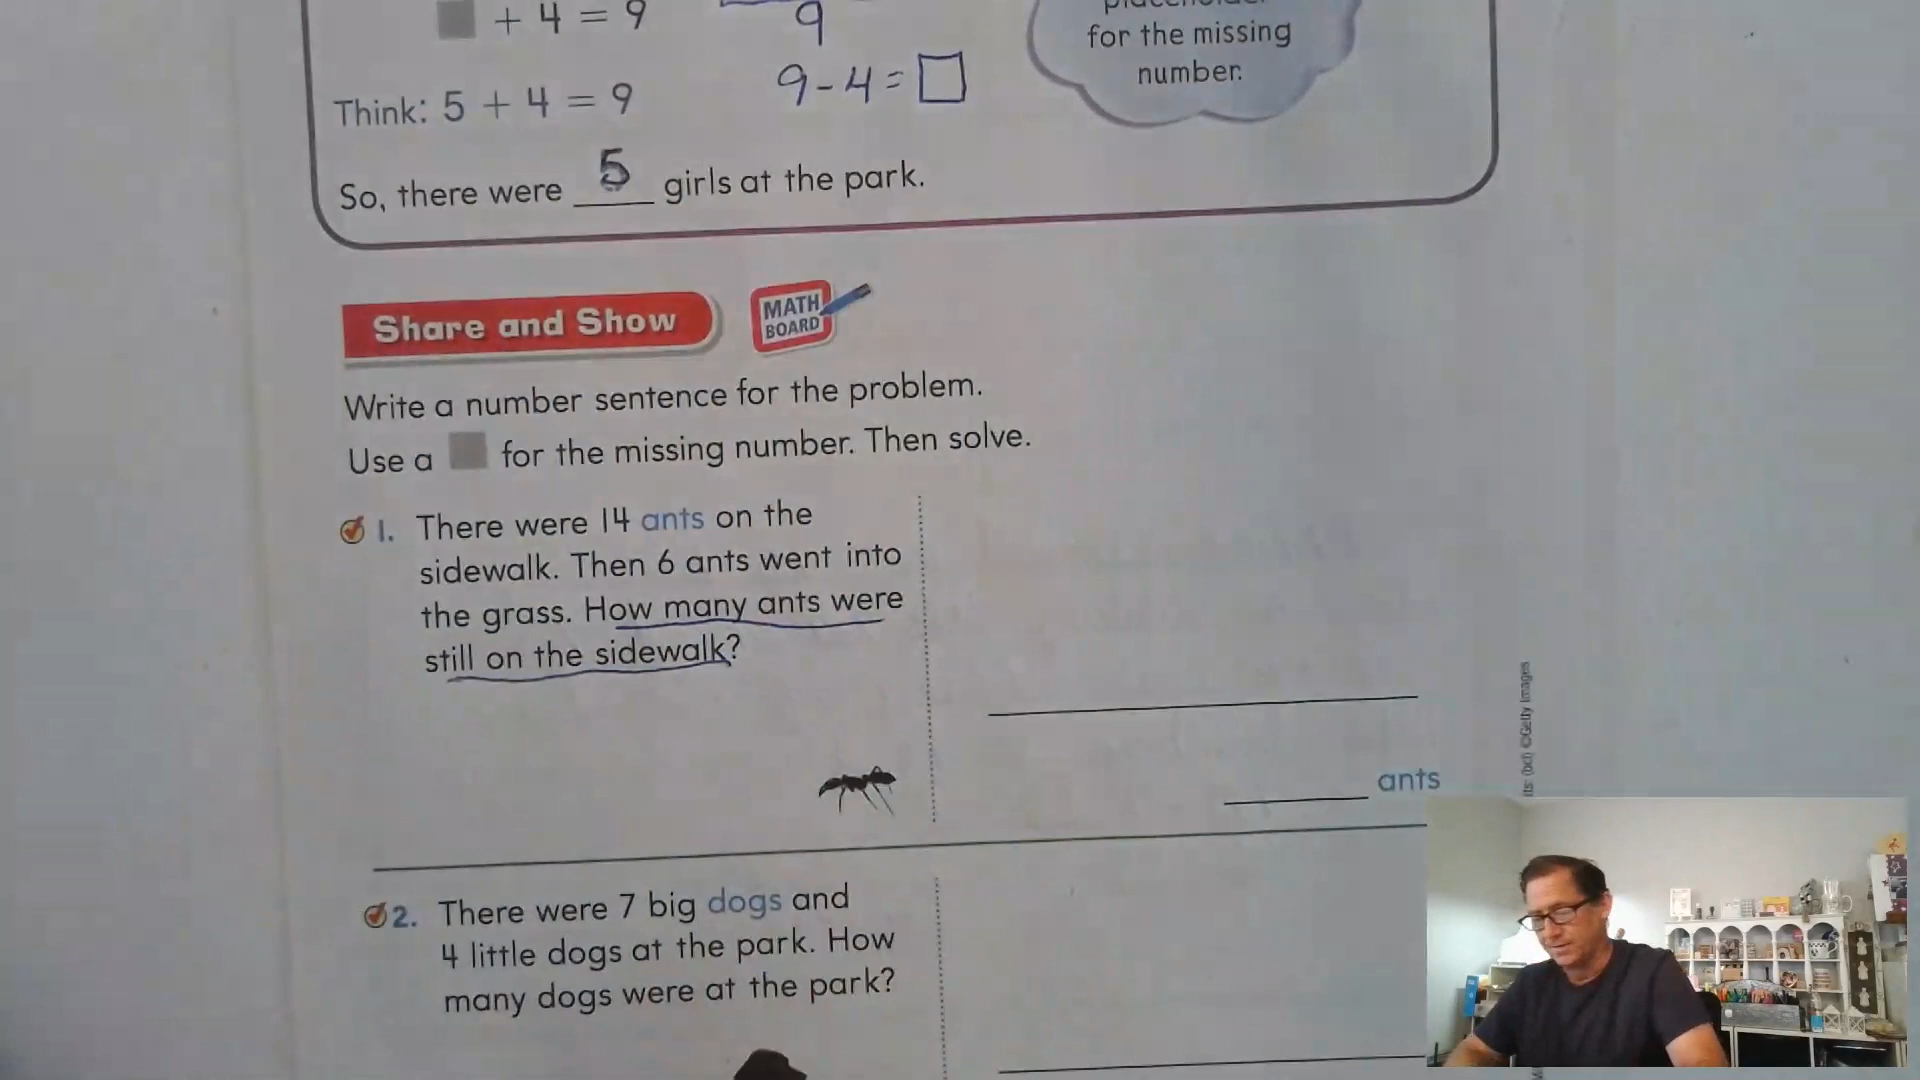 ■ + 4 = 9
9
9 - 4 = □
for the missing
number.
Think: 5 + 4 = 9
So, there were 5 girls at the park.
Share and Show
MATH
BOARD
Write a number sentence for the problem.
Use a ■ for the missing number. Then solve.
1. There were 14 ants on the
sidewalk. Then 6 ants went into
the grass. How many ants were
still on the sidewalk?
ants
©Getty Images
2. There were 7 big dogs and
4 little dogs at the park. How
many dogs were at the park?